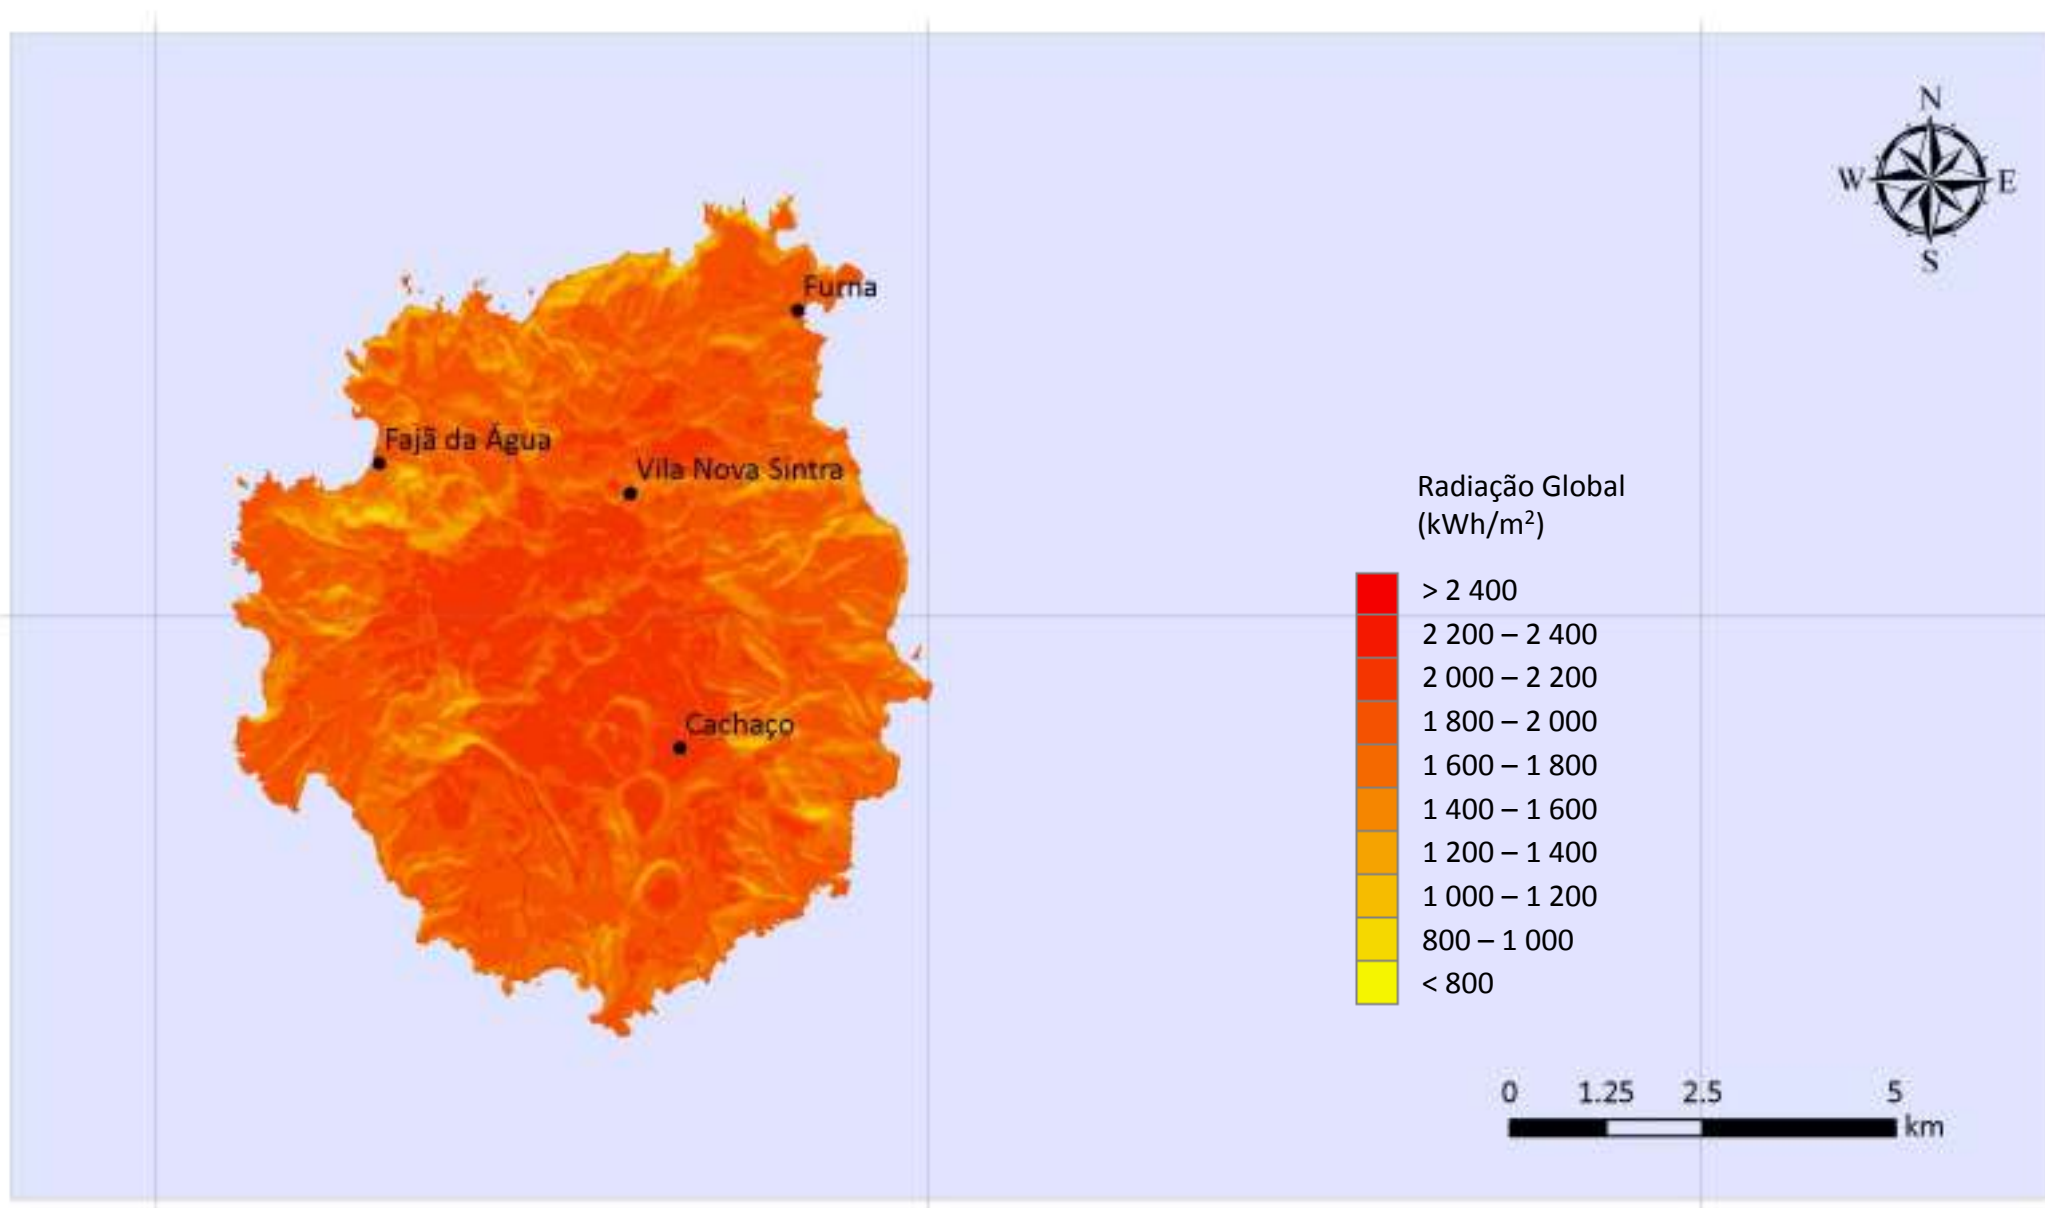 N
W E
S
Furna
Fajã da Água
Vila Nova Sintra
Cachaço
Radiação Global
(kWh/m²)
> 2 400
2 200 – 2 400
2 000 – 2 200
1 800 – 2 000
1 600 – 1 800
1 400 – 1 600
1 200 – 1 400
1 000 – 1 200
800 – 1 000
< 800
0 1.25 2.5 5
km